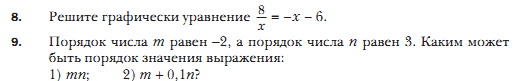 8. Решите графически уравнение 8/x = –x – 6.
9. Порядок числа m равен –2, а порядок числа n равен 3. Каким может
быть порядок значения выражения:
1) mn; 2) m + 0,1n?